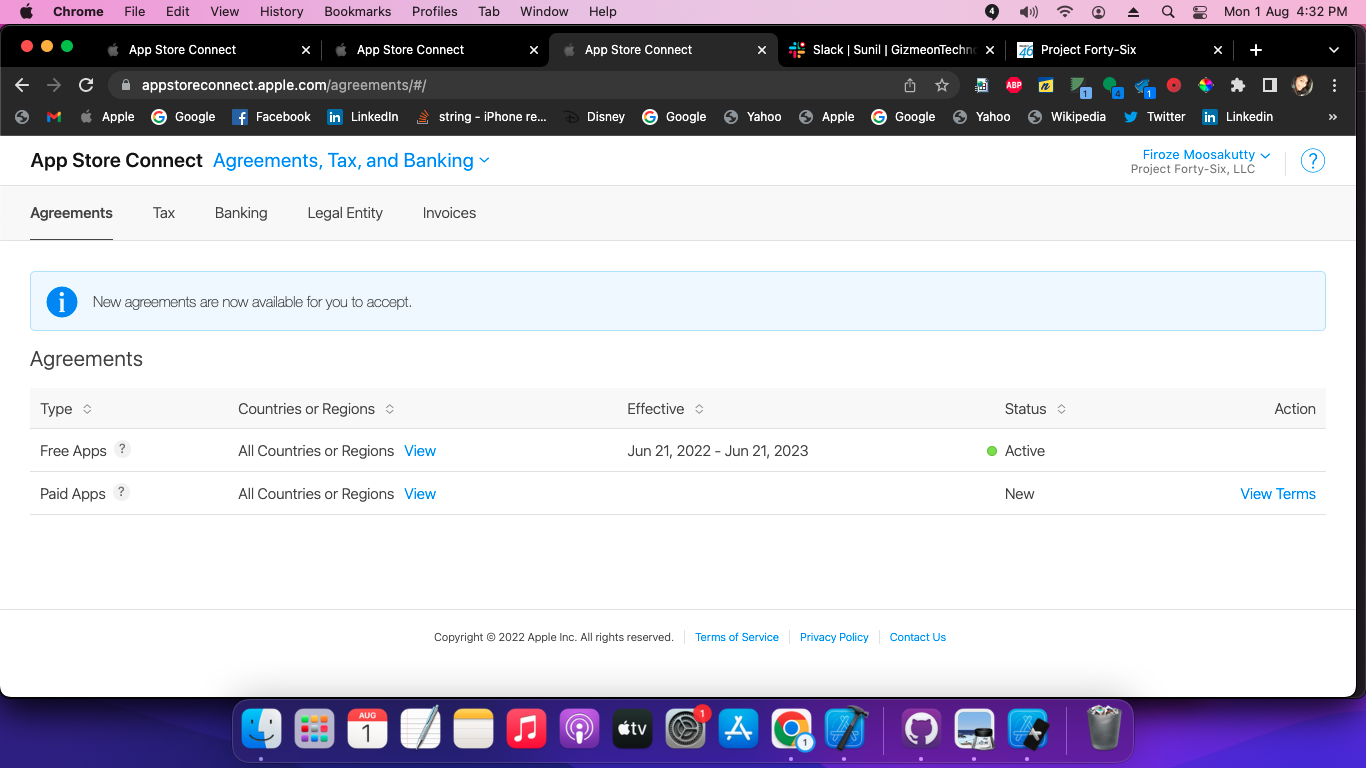 Chrome File Edit View History Bookmarks Profiles Tab Window Help 4 Mon 1 Aug 4:32 PM
App Store Connect App Store Connect App Store Connect Slack | Sunil | GizmeonTechn Project Forty-Six
appstoreconnect.apple.com/agreements/#/ ABP n 1 4 1
Apple Google Facebook LinkedIn string - iPhone re... Disney Google Yahoo Apple Google Yahoo Wikipedia Twitter Linkedin »
App Store Connect Agreements, Tax, and Banking
Firoze Moosakutty
Project Forty-Six, LLC
?
Agreements Tax Banking Legal Entity Invoices
New agreements are now available for you to accept.
Agreements
Type Countries or Regions Effective Status Action
Free Apps ? All Countries or Regions View Jun 21, 2022 - Jun 21, 2023 Active
Paid Apps ? All Countries or Regions View New View Terms
Copyright © 2022 Apple Inc. All rights reserved. Terms of Service Privacy Policy Contact Us
AUG
1
tv
1
1